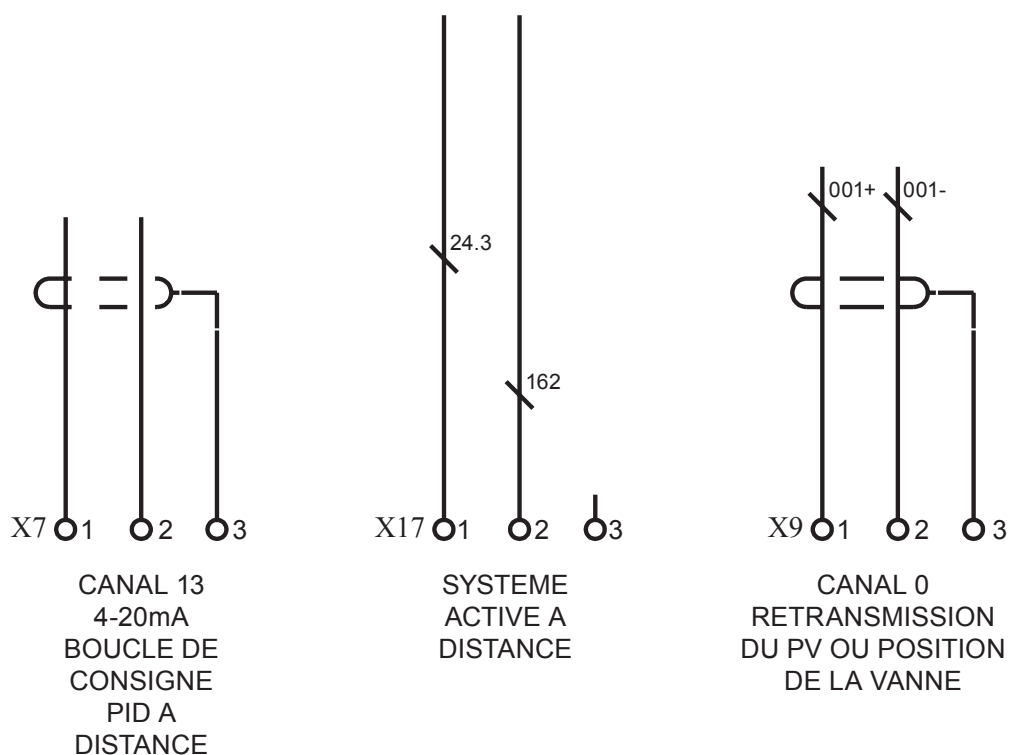 001+ 001-
24.3
162
X7 1 2 3
X17 1 2 3
X9 1 2 3
CANAL 13
4-20mA
BOUCLE DE
CONSIGNE
PID A
DISTANCE
SYSTEME
ACTIVE A
DISTANCE
CANAL 0
RETRANSMISSION
DU PV OU POSITION
DE LA VANNE